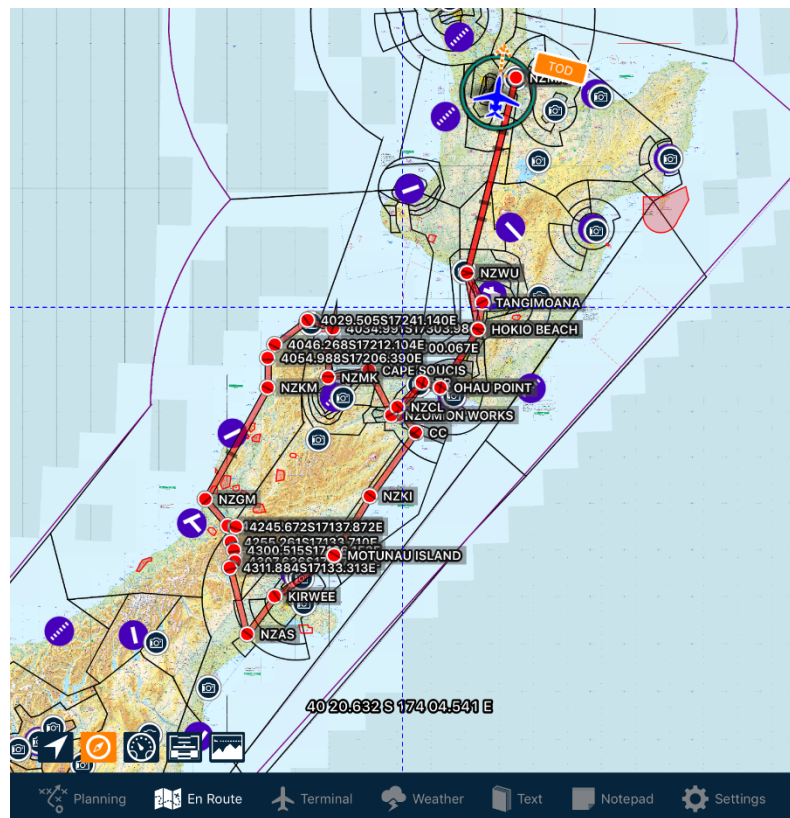 TOD
NZWU
TANGIMOANA
HOKIO BEACH
4029.505S17241.140E
4046.268S17212.104E
00.067E
4054.988S17206.390E
CAPE SOUCIS
NZMK
NZKM
OHAU POINT
NZCL
ION WORKS
CC
NZGM
NZKI
4245.672S17137.872E
MOTUNAU ISLAND
4311.884S17133.313E
KIRWEE
NZAS
40 20.632 S 174 04.541 E
Planning
En Route
Terminal
Weather
Text
Notepad
Settings